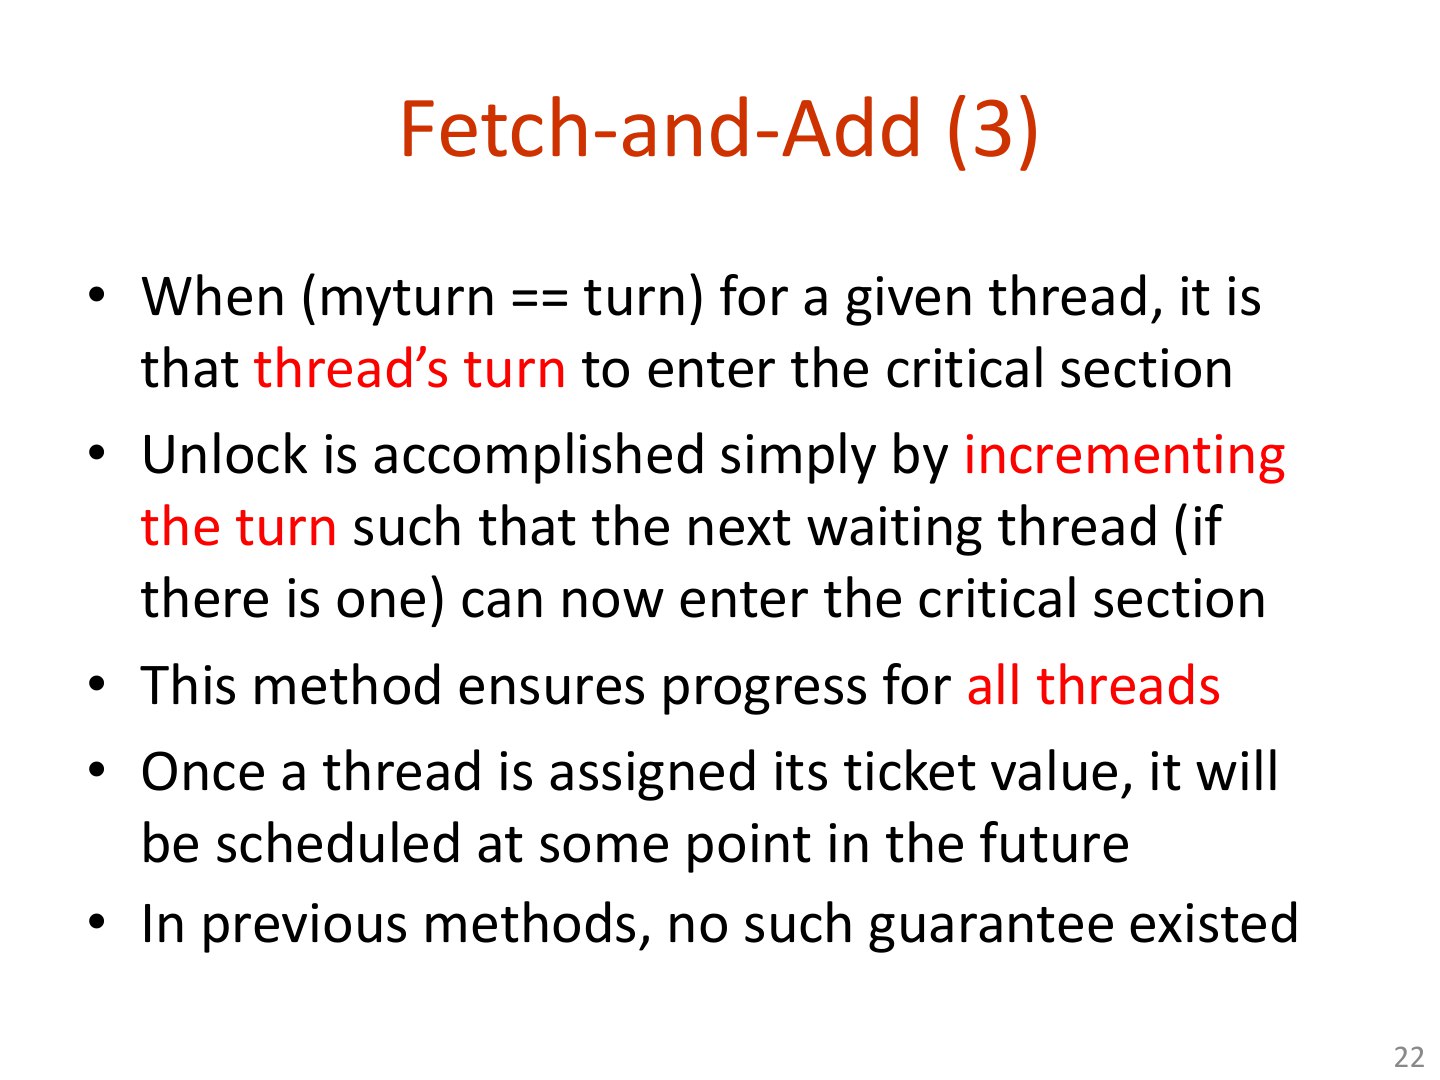 Fetch-and-Add (3)
• When (myturn == turn) for a given thread, it is
that thread’s turn to enter the critical section
• Unlock is accomplished simply by incrementing
the turn such that the next waiting thread (if
there is one) can now enter the critical section
• This method ensures progress for all threads
• Once a thread is assigned its ticket value, it will
be scheduled at some point in the future
• In previous methods, no such guarantee existed
22